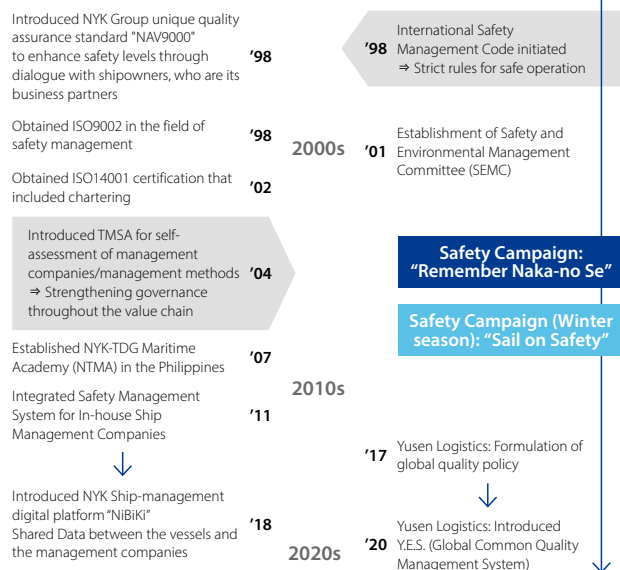 Introduced NYK Group unique quality
assurance standard "NAV9000"
to enhance safety levels through
dialogue with shipowners, who are its
business partners
’98
Obtained ISO9002 in the field of
safety management
’98
Obtained ISO14001 certification that
included chartering
’02
Introduced TMSA for self-
assessment of management
companies/management methods
⇒ Strengthening governance
throughout the value chain
’04
Established NYK-TDG Maritime
Academy (NTMA) in the Philippines
’07
Integrated Safety Management
System for In-house Ship
Management Companies
’11
Introduced NYK Ship-management
digital platform “NiBiKi”
Shared Data between the vessels and
the management companies
’18
2000s
2010s
2020s
’98
International Safety
Management Code initiated
⇒ Strict rules for safe operation
’01
Establishment of Safety and
Environmental Management
Committee (SEMC)
Safety Campaign:
“Remember Naka-no Se”
Safety Campaign (Winter
season): “Sail on Safety”
’17
Yusen Logistics: Formulation of
global quality policy
’20
Yusen Logistics: Introduced
Y.E.S. (Global Common Quality
Management System)